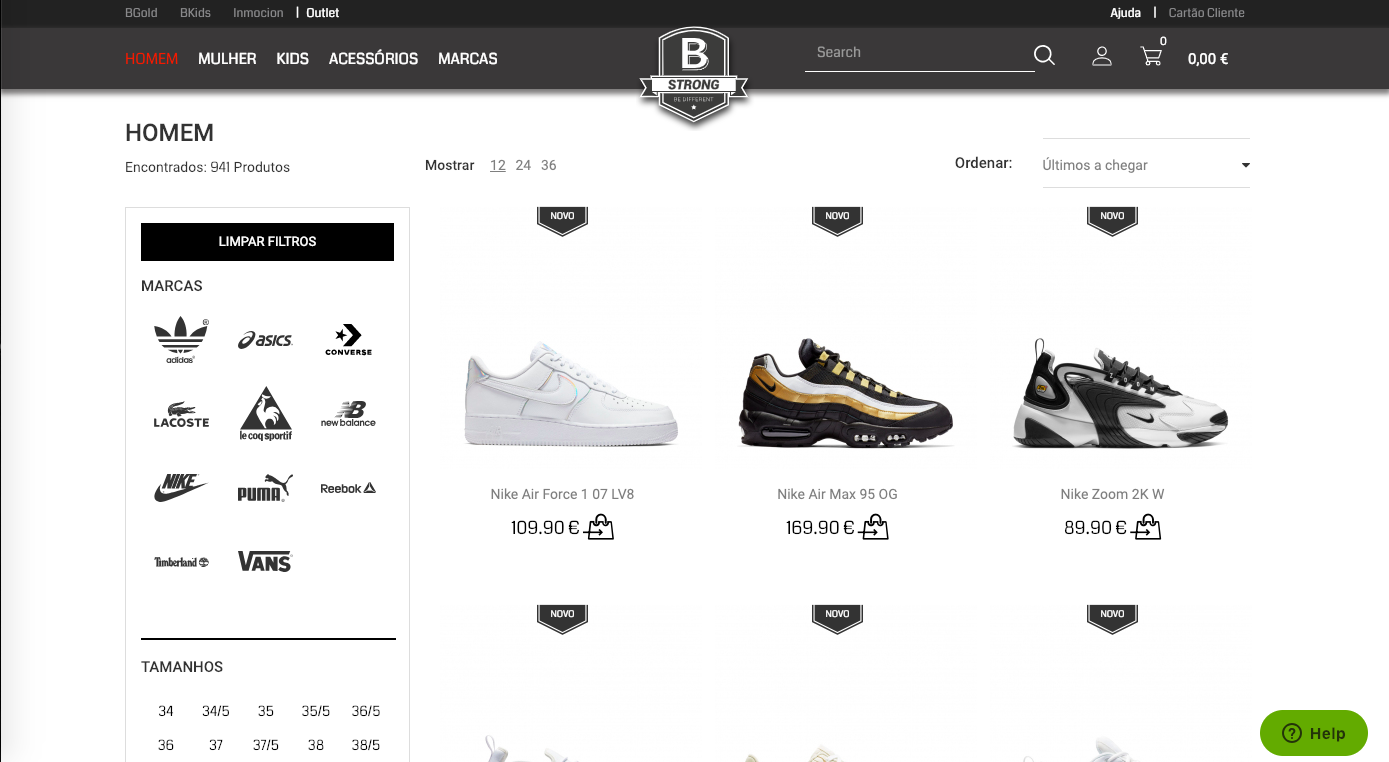 BGold BKids Inmocion | Outlet
Ajuda | Cartão Cliente
HOMEM MULHER KIDS ACESSÓRIOS MARCAS
B
STRONG
BE DIFFERENT
Search
0
0,00 €
HOMEM
Encontrados: 941 Produtos
Mostrar 12 24 36
Ordenar: Últimos a chegar
LIMPAR FILTROS
MARCAS
adidas®
asics
CONVERSE
LACOSTE
le coq sportif
new balance
NIKE
PUMA
Reebok
Timberland
VANS
TAMANHOS
34 34/5 35 35/5 36/5
36 37 37/5 38 38/5
NOVO
NOVO
NOVO
Nike Air Force 1 07 LV8
109.90 €
Nike Air Max 95 OG
169.90 €
Nike Zoom 2K W
89.90 €
NOVO
NOVO
NOVO
Help